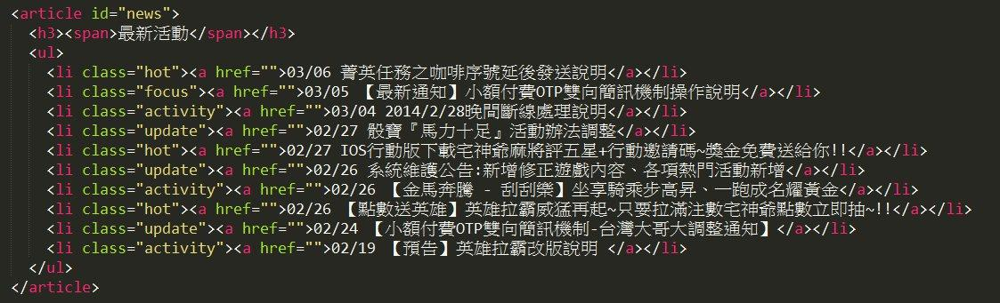 <article id="news">
<h3><span>最新活動</span></h3>
<ul>
<li class="hot"><a href="">03/06 菁英任務之咖啡序號延後發送說明</a></li>
<li class="focus"><a href="">03/05 【最新通知】小額付費OTP雙向簡訊機制操作說明</a></li>
<li class="activity"><a href="">03/04 2014/2/28晚間斷線處理說明</a></li>
<li class="update"><a href="">02/27 骰寶『馬力十足』活動辦法調整</a></li>
<li class="hot"><a href="">02/27 IOS行動版下載宅神爺麻將評五星+行動邀請碼~獎金免費送給你!!</a></li>
<li class="update"><a href="">02/26 系統維護公告:新增修正遊戲內容、各項熱門活動新增</a></li>
<li class="activity"><a href="">02/26 【金馬奔騰 - 刮刮樂】坐享騎乘步高昇、一跑成名耀黃金</a></li>
<li class="hot"><a href="">02/26 【點數送英雄】英雄拉霸威猛再起~只要拉滿注數宅神爺點數立即抽~!!</a></li>
<li class="update"><a href="">02/24 【小額付費OTP雙向簡訊機制-台灣大哥大調整通知】</a></li>
<li class="activity"><a href="">02/19 【預告】英雄拉霸改版說明 </a></li>
</ul>
</article>